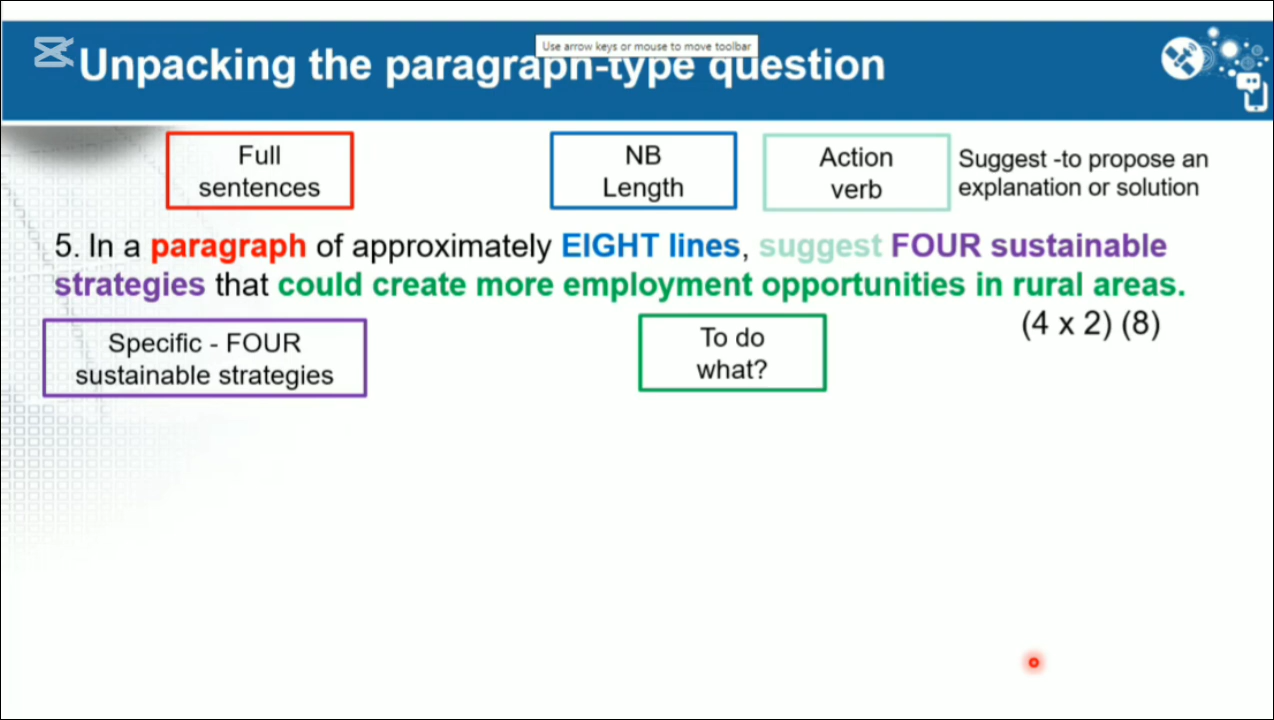 Use arrow keys or mouse to move toolbar
Unpacking the paragraph-type question
Full
sentences
NB
Length
Action
verb
Suggest -to propose an
explanation or solution
5. In a paragraph of approximately EIGHT lines, suggest FOUR sustainable
strategies that could create more employment opportunities in rural areas.
(4 x 2) (8)
Specific - FOUR
sustainable strategies
To do
what?